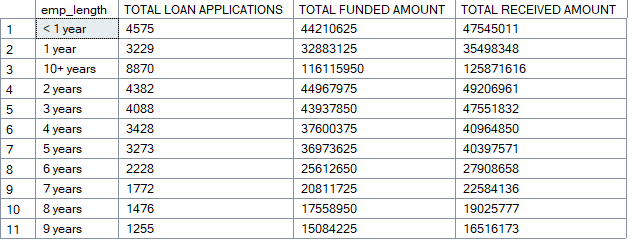 emp_length TOTAL LOAN APPLICATIONS TOTAL FUNDED AMOUNT TOTAL RECEIVED AMOUNT
1 < 1 year 4575 44210625 47545011
2 1 year 3229 32883125 35498348
3 10+ years 8870 116115950 125871616
4 2 years 4382 44967975 49206961
5 3 years 4088 43937850 47551832
6 4 years 3428 37600375 40964850
7 5 years 3273 36973625 40397571
8 6 years 2228 25612650 27908658
9 7 years 1772 20811725 22584136
10 8 years 1476 17558950 19025777
11 9 years 1255 15084225 16516173